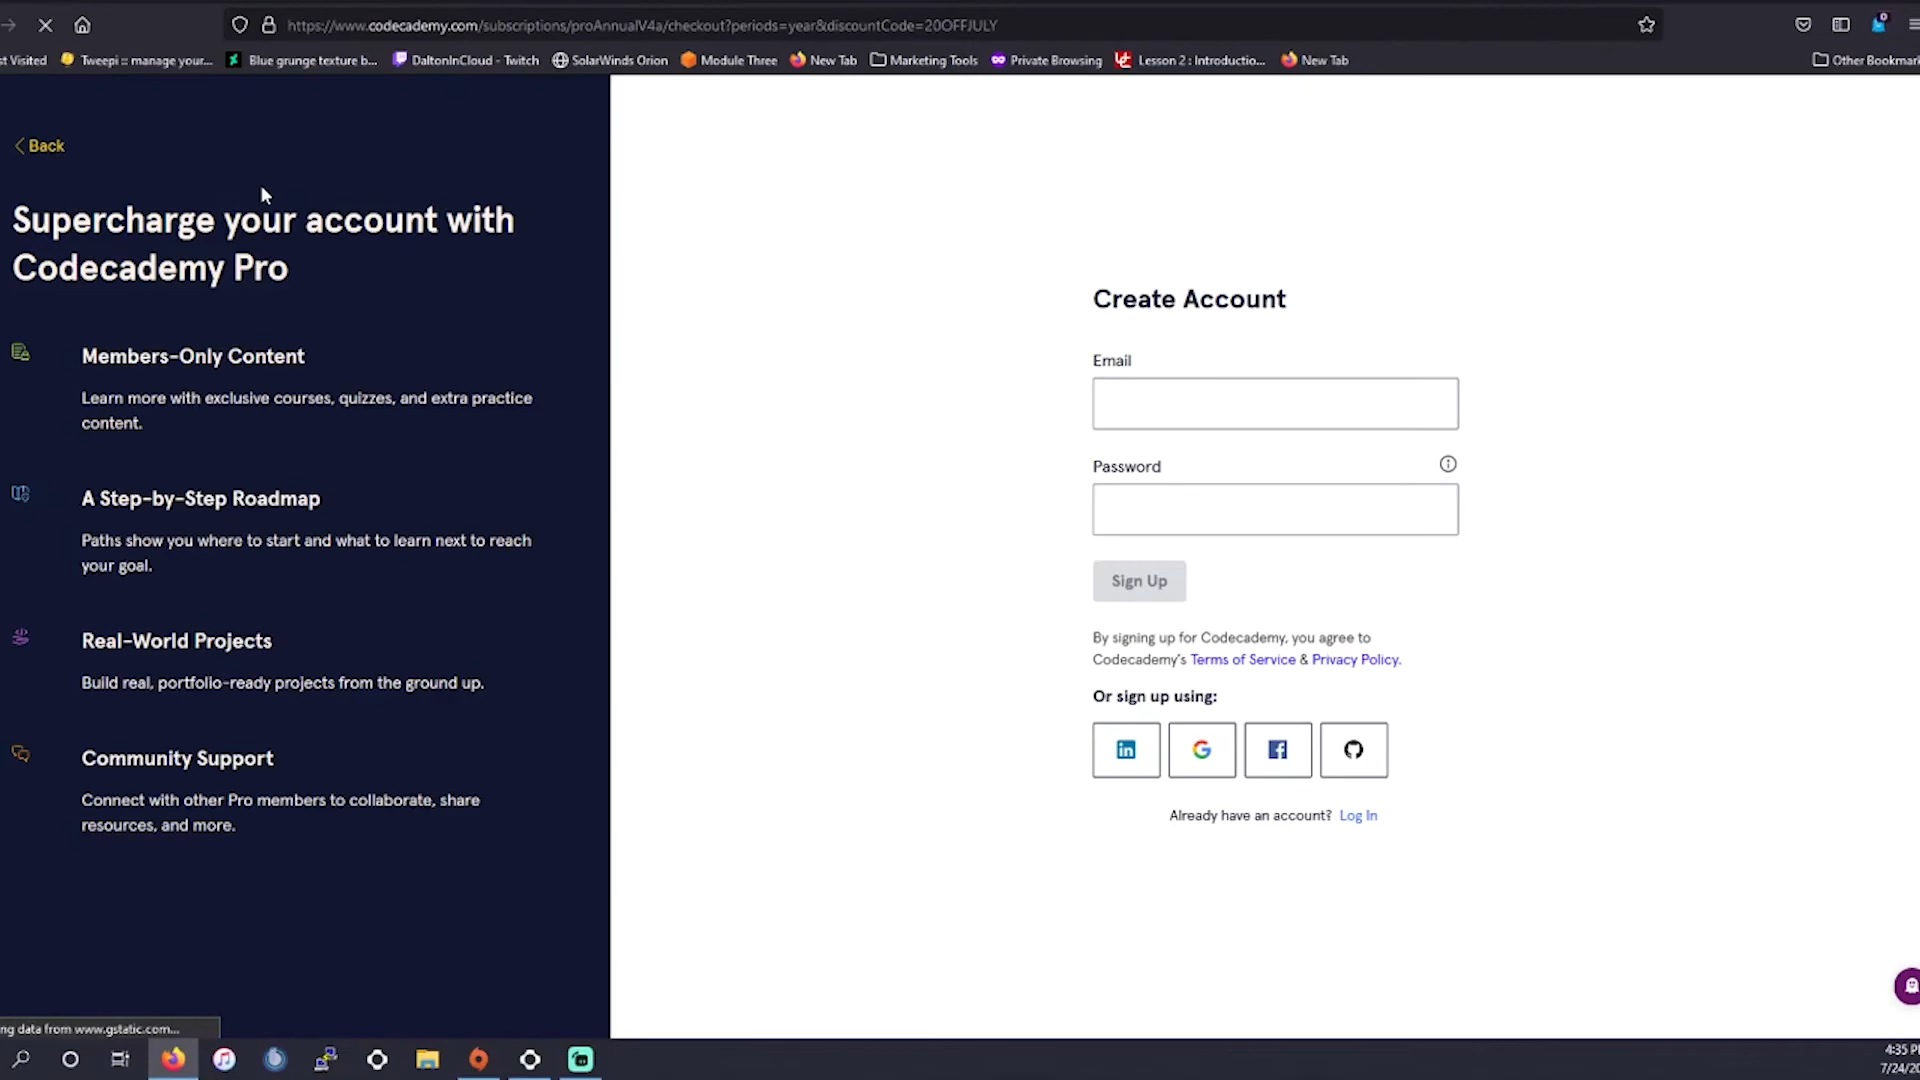 https://www.codecademy.com/subscriptions/proAnnualV4a/checkout?periods=year&discountCode=20OFFJULY
t Visited
Tweepi :: manage your...
Blue grunge texture b...
DaltonInCloud - Twitch
SolarWinds Orion
Module Three
New Tab
Marketing Tools
Private Browsing
Lesson 2 : Introductio...
New Tab
Other Bookmar
Back
Supercharge your account with
Codecademy Pro
Members-Only Content
Learn more with exclusive courses, quizzes, and extra practice
content.
A Step-by-Step Roadmap
Paths show you where to start and what to learn next to reach
your goal.
Real-World Projects
Build real, portfolio-ready projects from the ground up.
Community Support
Connect with other Pro members to collaborate, share
resources, and more.
Create Account
Email
Password
Sign Up
By signing up for Codecademy, you agree to
Codecademy's Terms of Service & Privacy Policy.
Or sign up using:
Already have an account? Log In
ng data from www.gstatic.com...
4:35 P
7/24/20